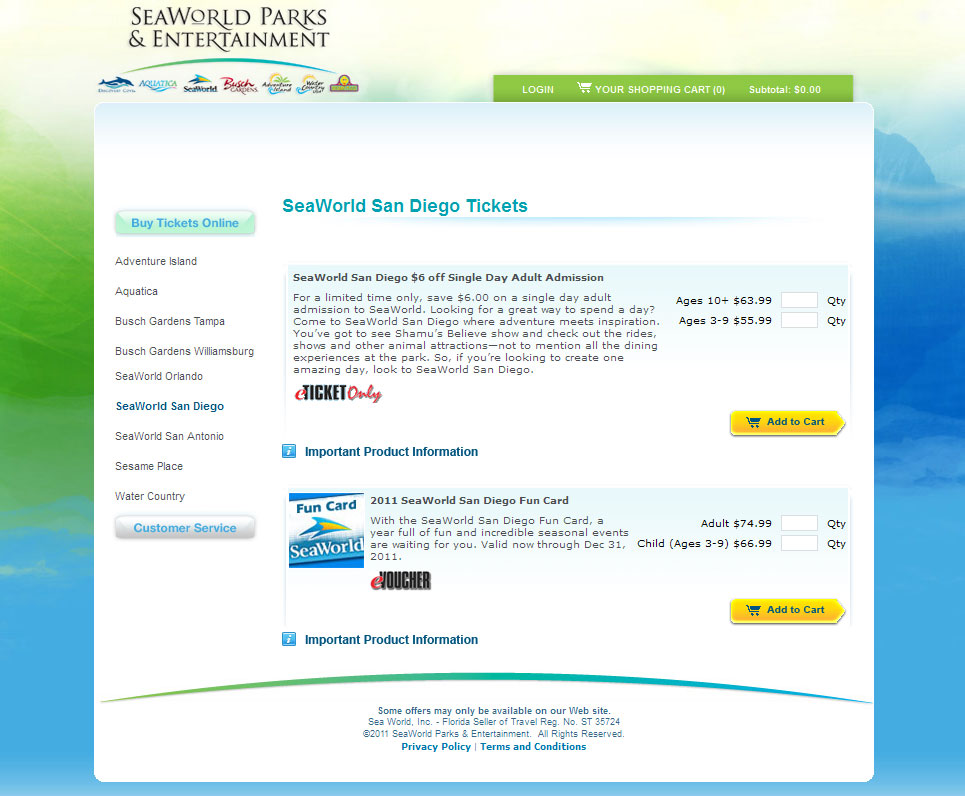 SEAWORLD PARKS
& ENTERTAINMENT
DISCOVERY COVE
AQUATICA
SeaWorld
Busch
GARDENS
Adventure
Island
Water
Country
LOGIN
YOUR SHOPPING CART (0)
Subtotal: $0.00
Buy Tickets Online
Adventure Island
Aquatica
Busch Gardens Tampa
Busch Gardens Williamsburg
SeaWorld Orlando
SeaWorld San Diego
SeaWorld San Antonio
Sesame Place
Water Country
Customer Service
SeaWorld San Diego Tickets
SeaWorld San Diego $6 off Single Day Adult Admission
For a limited time only, save $6.00 on a single day adult
admission to SeaWorld. Looking for a great way to spend a day?
Come to SeaWorld San Diego where adventure meets inspiration.
You've got to see Shamu's Believe show and check out the rides,
shows and other animal attractions—not to mention all the dining
experiences at the park. So, if you're looking to create one
amazing day, look to SeaWorld San Diego.
eTICKET Only
Ages 10+ $63.99 Qty
Ages 3-9 $55.99 Qty
Add to Cart
Important Product Information
Fun Card
SeaWorld
2011 SeaWorld San Diego Fun Card
With the SeaWorld San Diego Fun Card, a
year full of fun and incredible seasonal events
are waiting for you. Valid now through Dec 31,
2011.
eVOUCHER
Adult $74.99 Qty
Child (Ages 3-9) $66.99 Qty
Add to Cart
Important Product Information
Some offers may only be available on our Web site.
Sea World, Inc. - Florida Seller of Travel Reg. No. ST 35724
©2011 SeaWorld Parks & Entertainment. All Rights Reserved.
Privacy Policy | Terms and Conditions